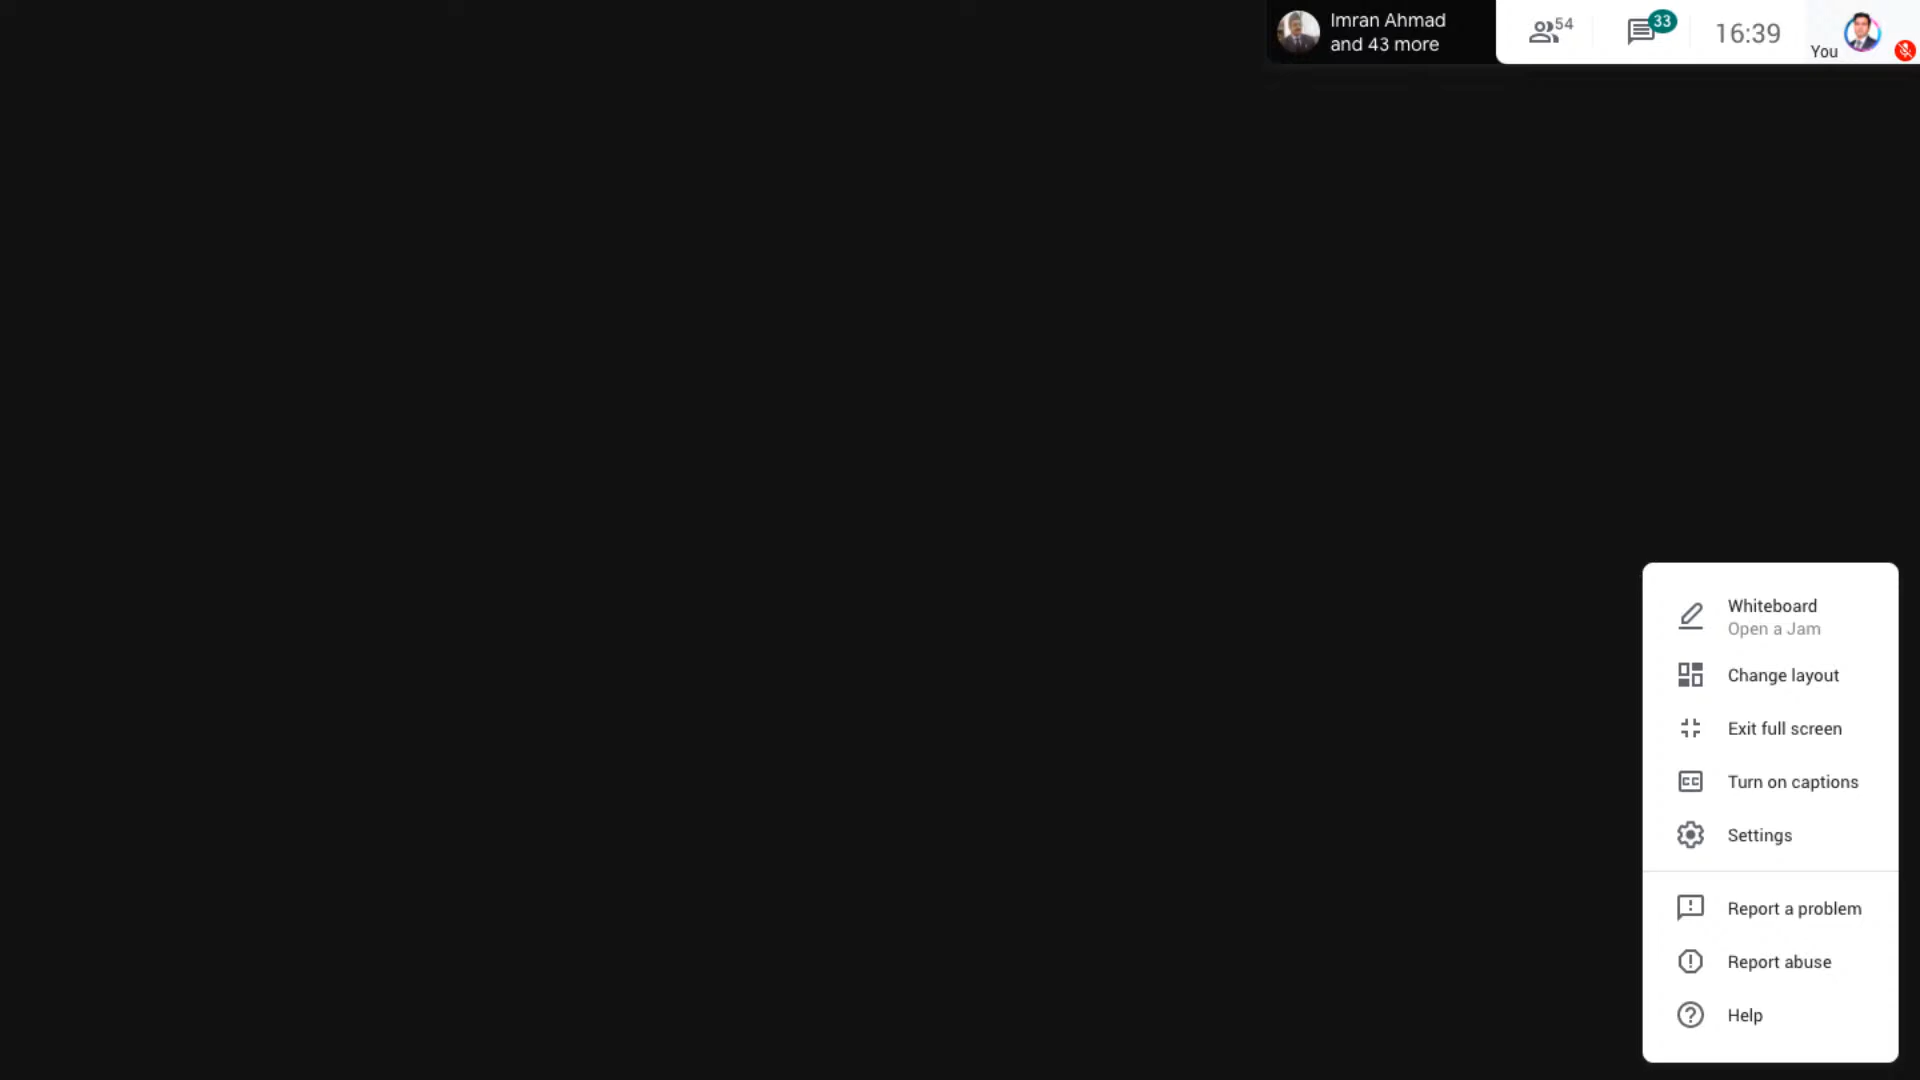 Imran Ahmad
and 43 more
54
33
16:39
You
Whiteboard
Open a Jam
Change layout
Exit full screen
CC
Turn on captions
Settings
Report a problem
Report abuse
Help